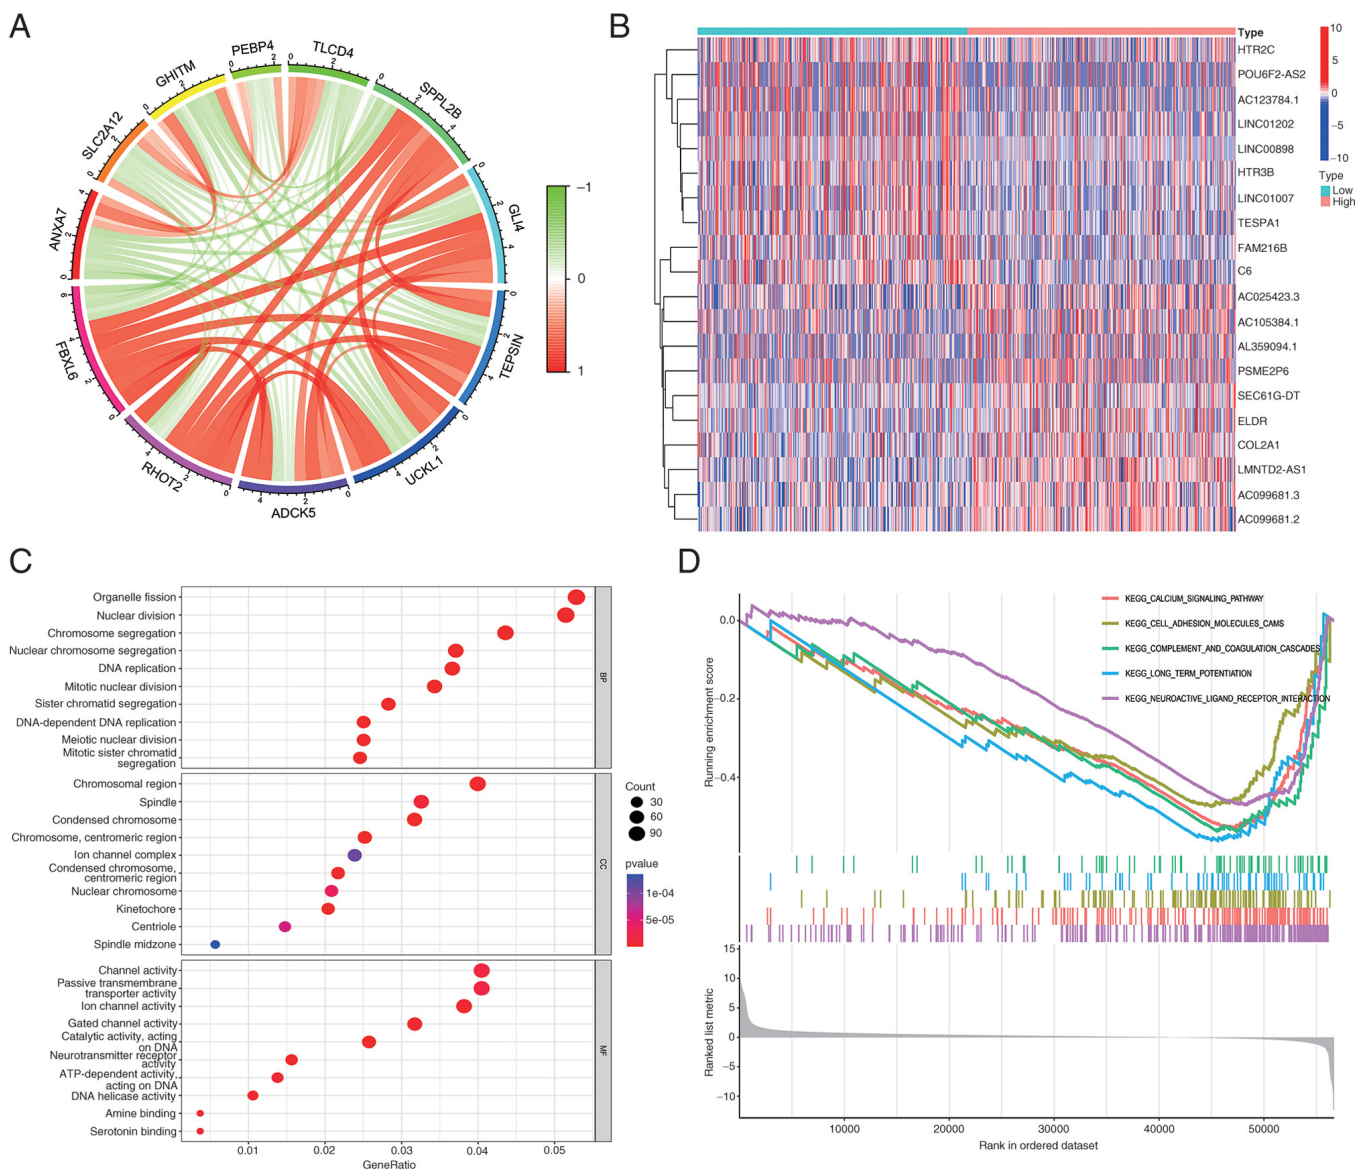 A
PEBP4
TLCD4
SPPL2B
GLI4
TEPSIN
UCKL1
ADCK5
RHOT2
FBXL6
ANXA7
SLC2A12
GHITM
−1
0
1
B
Type
HTR2C
POU6F2-AS2
AC123784.1
LINC01202
LINC00898
HTR3B
LINC01007
TESPA1
FAM216B
C6
AC025423.3
AC105384.1
AL359094.1
PSME2P6
SEC61G-DT
ELDR
COL2A1
LMNTD2-AS1
AC099681.3
AC099681.2
10
5
0
−5
−10
Type
Low
High
C
Organelle fission
Nuclear division
Chromosome segregation
Nuclear chromosome segregation
DNA replication
Mitotic nuclear division
Sister chromatid segregation
DNA-dependent DNA replication
Meiotic nuclear division
Mitotic sister chromatid
segregation
BP
Chromosomal region
Spindle
Condensed chromosome
Chromosome, centromeric region
Ion channel complex
Condensed chromosome,
centromeric region
Nuclear chromosome
Kinetochore
Centriole
Spindle midzone
CC
Channel activity
Passive transmembrane
transporter activity
Ion channel activity
Gated channel activity
Catalytic activity, acting
on DNA
Neurotransmitter receptor
activity
ATP-dependent activity,
acting on DNA
DNA helicase activity
Amine binding
Serotonin binding
MF
0.01 0.02 0.03 0.04 0.05
GeneRatio
Count
30
60
90
pvalue
1e-04
5e-05
D
KEGG_CALCIUM_SIGNALING_PATHWAY
KEGG_CELL_ADHESION_MOLECULES_CAMS
KEGG_COMPLEMENT_AND_COAGULATION_CASCADES
KEGG_LONG_TERM_POTENTIATION
KEGG_NEUROACTIVE_LIGAND_RECEPTOR_INTERACTION
Running enrichment score
0.0
−0.2
−0.4
Ranked list metric
15
10
5
0
−5
−10
10000 20000 30000 40000 50000
Rank in ordered dataset